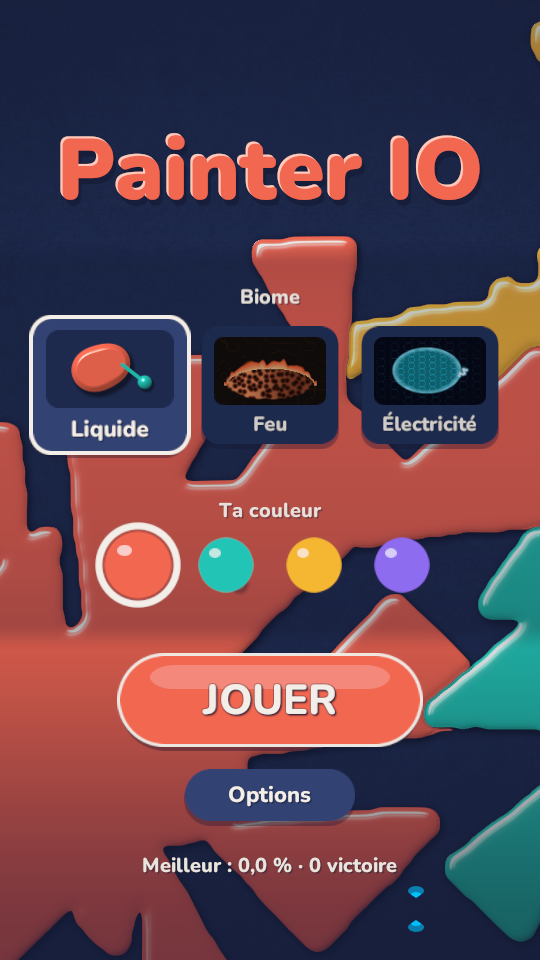 Painter IO
Biome
Liquide
Feu
Électricité
Ta couleur
JOUER
Options
Meilleur : 0,0 % · 0 victoire